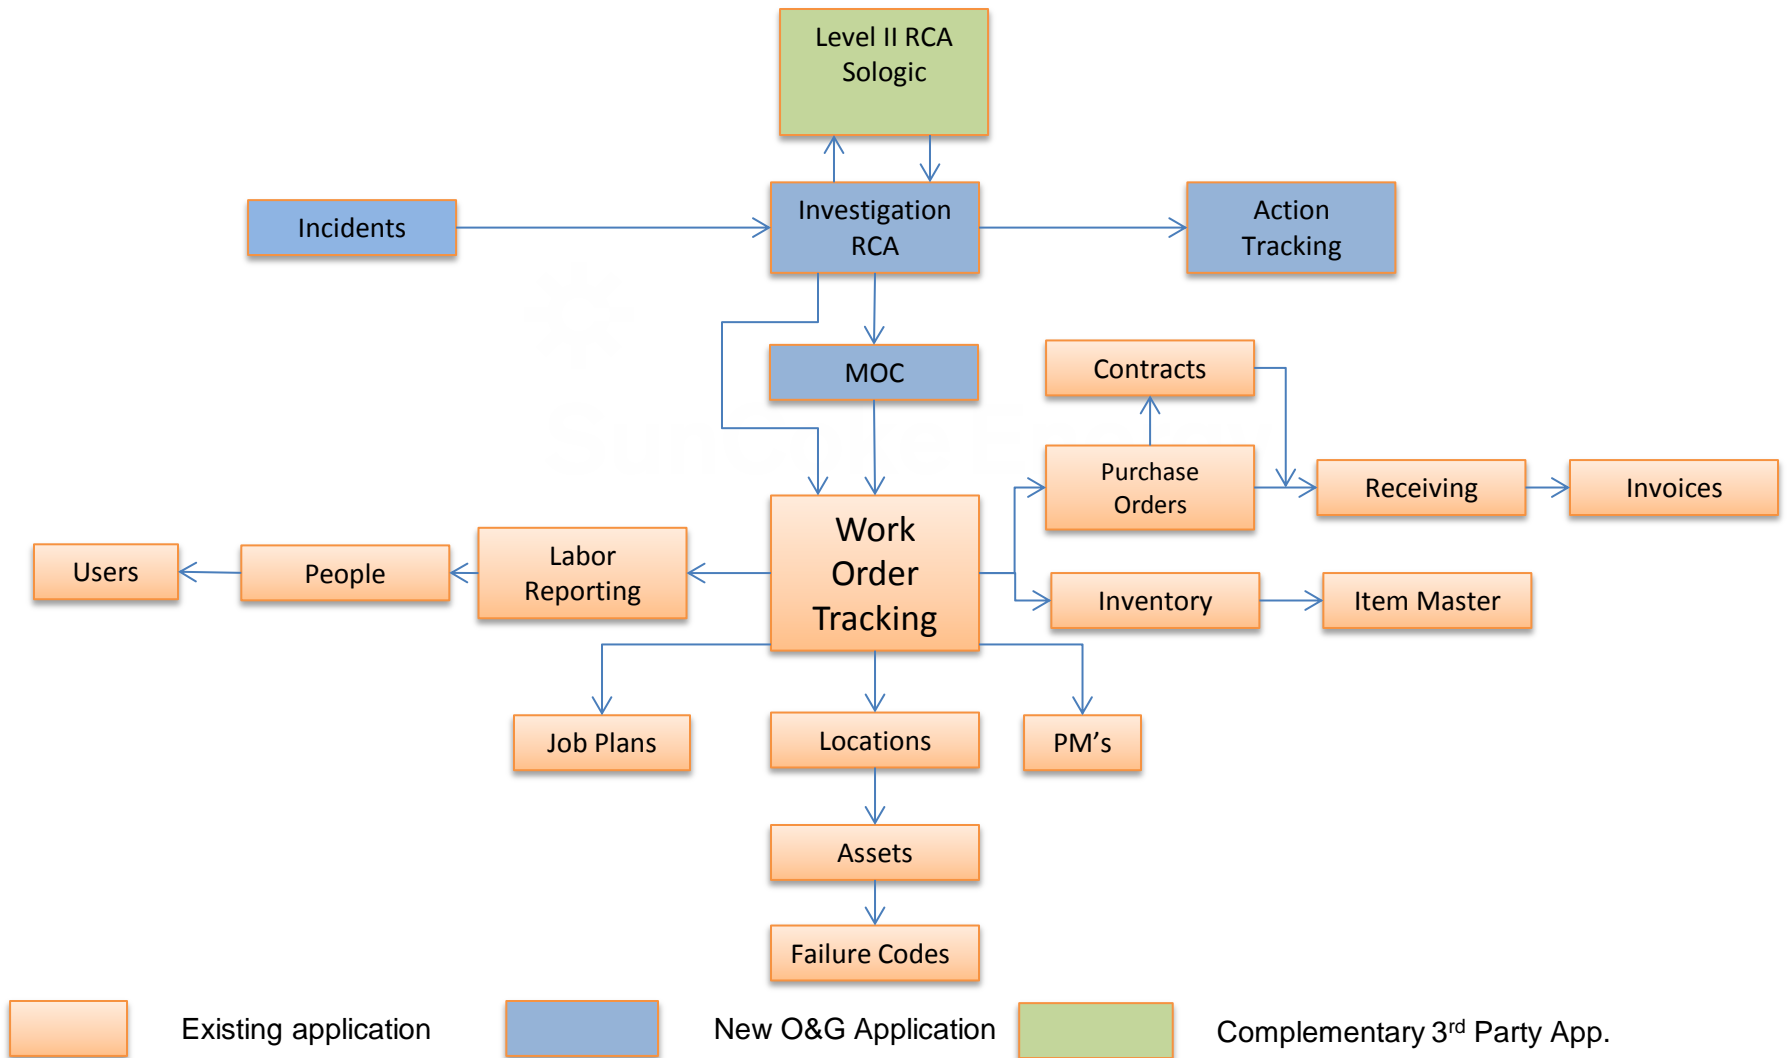 Level II RCA
Sologic
Incidents
Investigation
RCA
Action
Tracking
MOC
Contracts
Purchase
Orders
Receiving
Invoices
Users
People
Labor
Reporting
Work
Order
Tracking
Inventory
Item Master
Job Plans
Locations
PM's
Assets
Failure Codes
Existing application
New O&G Application
Complementary 3rd Party App.